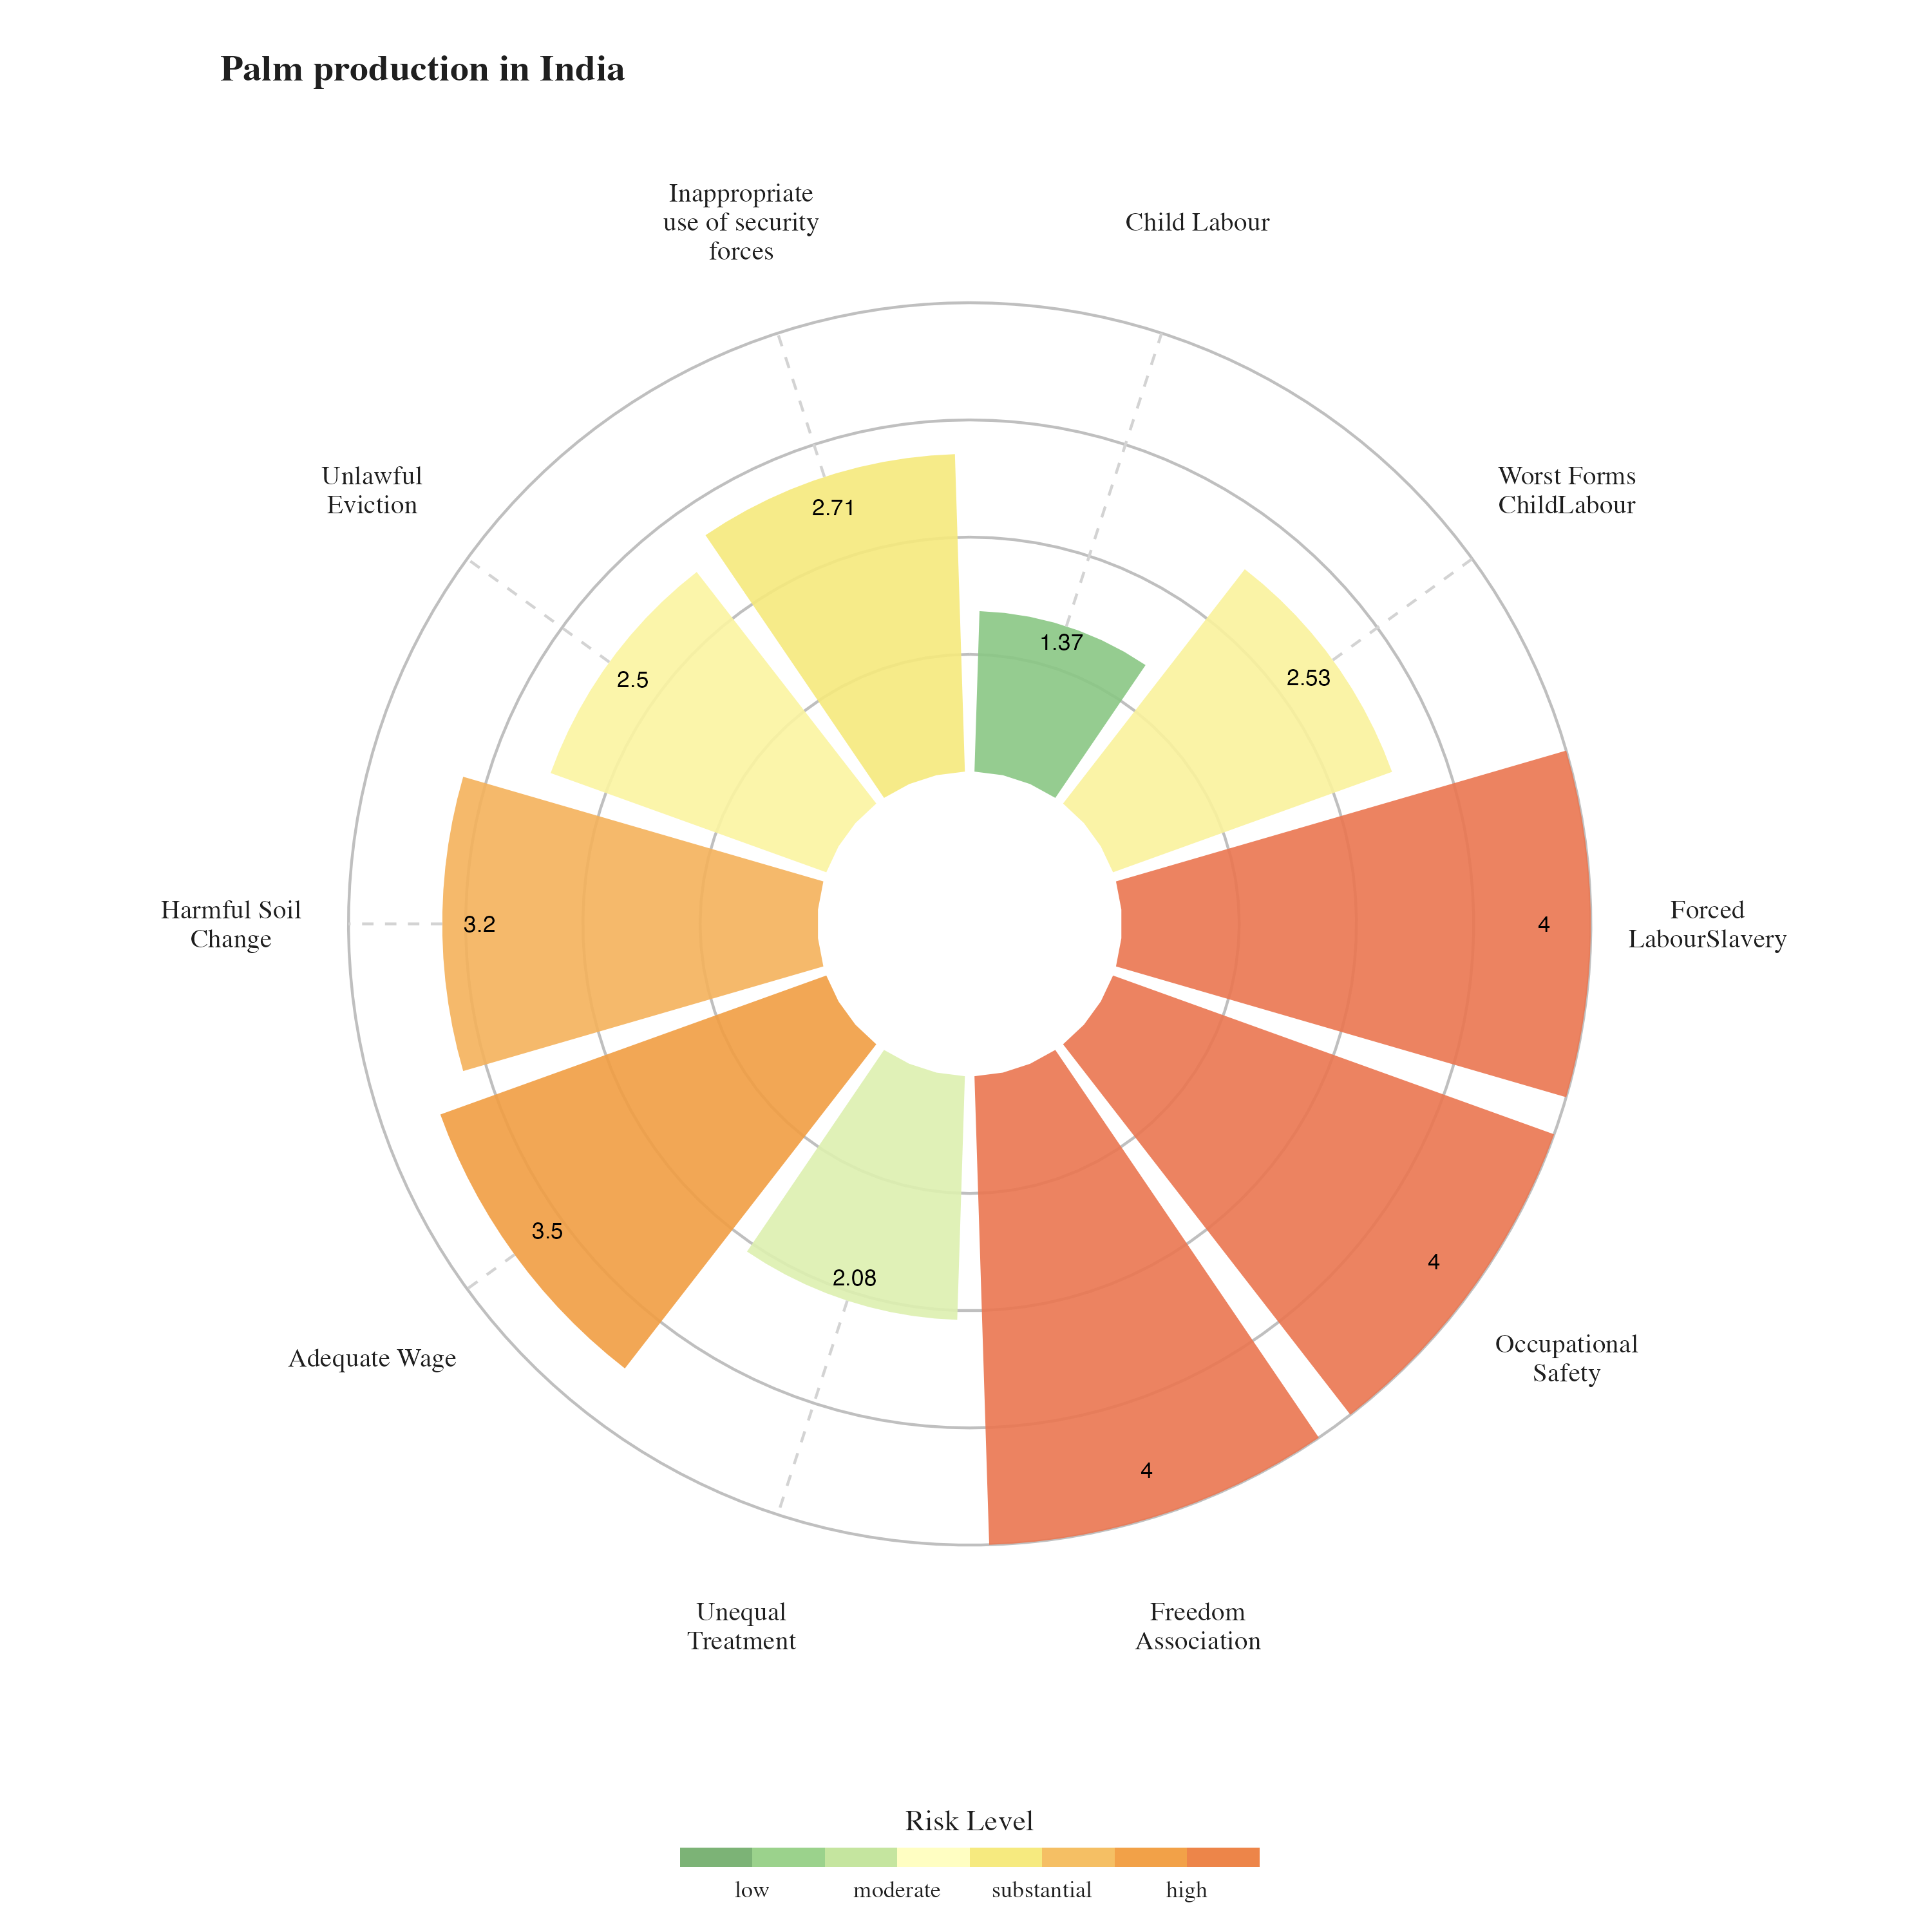 Palm production in India
Inappropriate
use of security
forces
Child Labour
Unlawful
Eviction
Worst Forms
ChildLabour
2.71
1.37
2.5
2.53
Harmful Soil
Change
3.2
4
Forced
LabourSlavery
3.5
2.08
4
Adequate Wage
Occupational
Safety
4
Unequal
Treatment
Freedom
Association
Risk Level
low moderate substantial high